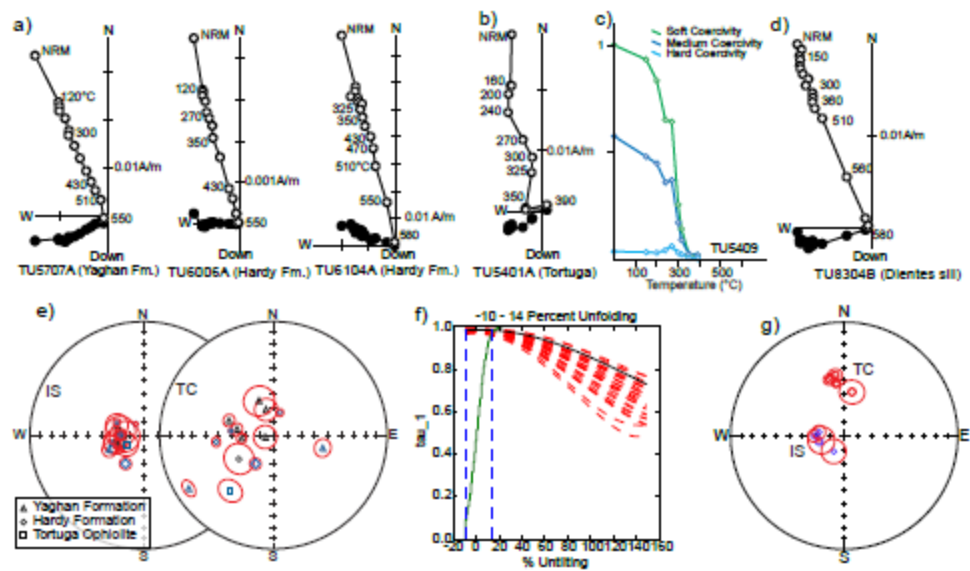 a)
NRM
N
120°C
300
0.01A/m
430
510
550
W
Down
TU5707A (Yaghan Fm.)
NRM
N
120
270
350
0.001A/m
430
550
W
Down
TU6006A (Hardy Fm.)
NRM
N
325
350
430
470
510°C
550
0.01 A/m
580
W
Down
TU6104A (Hardy Fm.)
b)
N
NRM
160
200
240
270
0.01A/m
300
325
350
390
W
Down
TU5401A (Tortuga)
c)
Soft Coercivity
Medium Coercivity
Hard Coercivity
1
TU5409
100
300
500
Temperature (°C)
d)
NRM
N
150
300
360
510
0.01A/m
560
W
580
Down
TU8304B (Dientes sill)
e)
N
IS
W
S
N
TC
E
S
Yaghan Formation
Hardy Formation
Tortuga Ophiolite
f)
-10 - 14 Percent Unfolding
1.0
0.8
0.6
0.4
0.2
0.0
tau_1
-20 0 20 40 60 80 100 120 140 160
% Untilting
g)
N
TC
W
E
IS
S